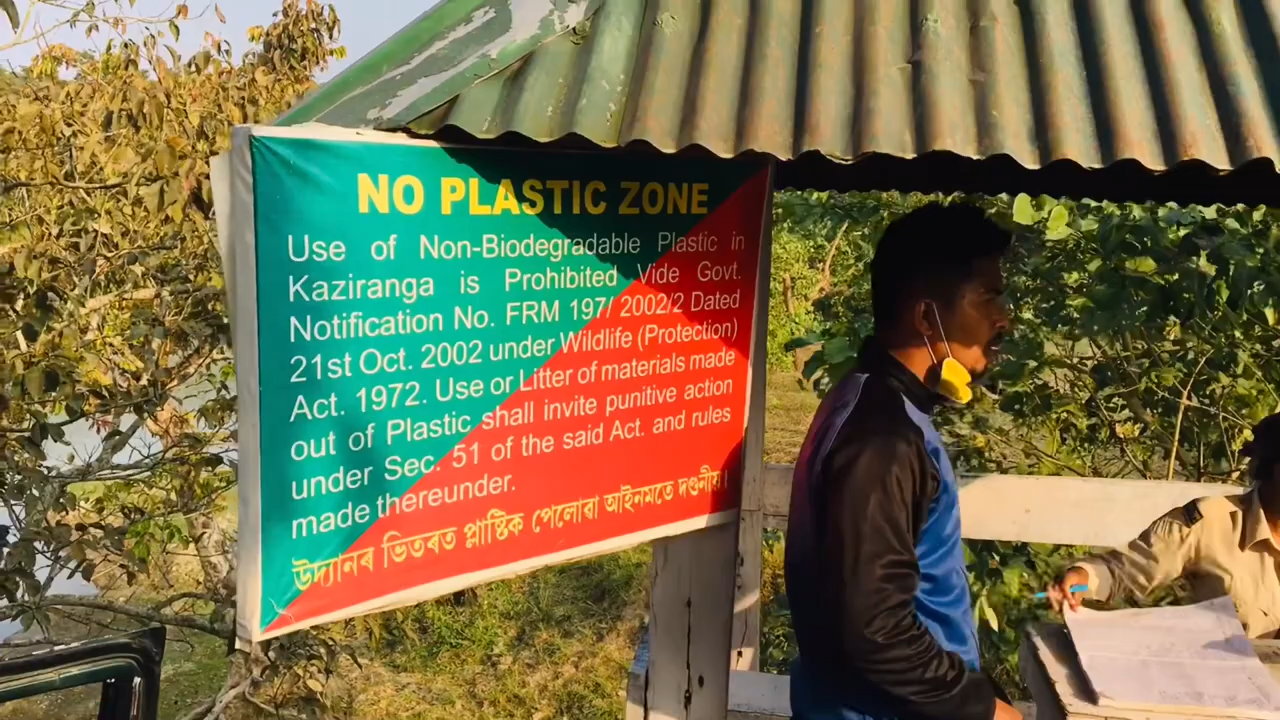 NO PLASTIC ZONE
Use of Non-Biodegradable Plastic in
Kaziranga is Prohibited Vide Govt.
Notification No. FRM 197/ 2002/2 Dated
21st Oct. 2002 under Wildlife (Protection)
Act. 1972. Use or Litter of materials made
out of Plastic shall invite punitive action
under Sec. 51 of the said Act. and rules
made thereunder.
উদ্যানৰ ভিতৰত প্লাষ্টিক পেলোৱা আইনমতে দণ্ডনীয়।